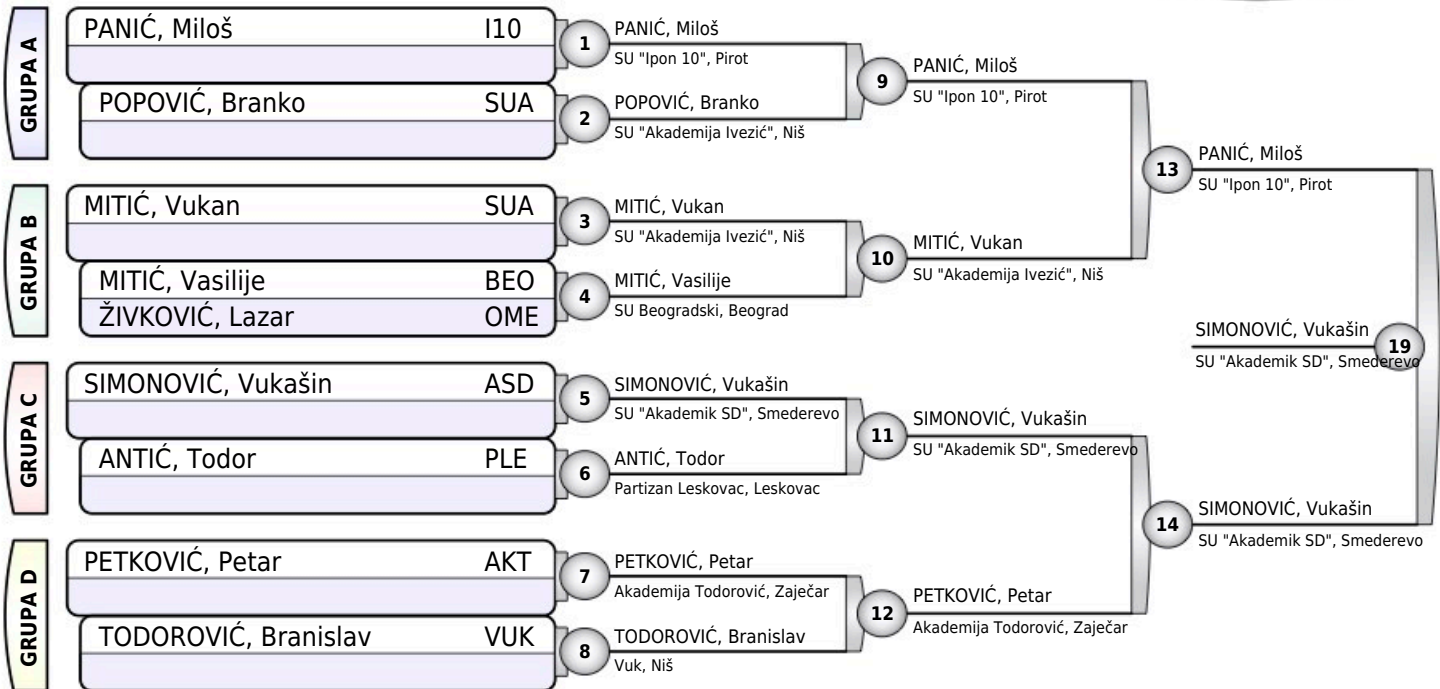 GRUPA A
PANIĆ, Miloš I10
POPOVIĆ, Branko SUA
1
PANIĆ, Miloš
SU "Ipon 10", Pirot
2
POPOVIĆ, Branko
SU "Akademija Ivezić", Niš
9
PANIĆ, Miloš
SU "Ipon 10", Pirot
GRUPA B
MITIĆ, Vukan SUA
MITIĆ, Vasilije BEO
ŽIVKOVIĆ, Lazar OME
3
MITIĆ, Vukan
SU "Akademija Ivezić", Niš
4
MITIĆ, Vasilije
SU Beogradski, Beograd
10
MITIĆ, Vukan
SU "Akademija Ivezić", Niš
13
PANIĆ, Miloš
SU "Ipon 10", Pirot
GRUPA C
SIMONOVIĆ, Vukašin ASD
ANTIĆ, Todor PLE
5
SIMONOVIĆ, Vukašin
SU "Akademik SD", Smederevo
6
ANTIĆ, Todor
Partizan Leskovac, Leskovac
11
SIMONOVIĆ, Vukašin
SU "Akademik SD", Smederevo
GRUPA D
PETKOVIĆ, Petar AKT
TODOROVIĆ, Branislav VUK
7
PETKOVIĆ, Petar
Akademija Todorović, Zaječar
8
TODOROVIĆ, Branislav
Vuk, Niš
12
PETKOVIĆ, Petar
Akademija Todorović, Zaječar
14
SIMONOVIĆ, Vukašin
SU "Akademik SD", Smederevo
SIMONOVIĆ, Vukašin
19
SU "Akademik SD", Smederevo